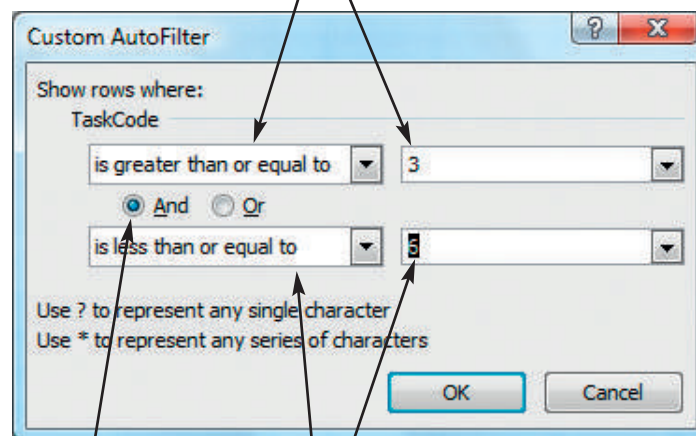 Custom AutoFilter
Show rows where:
TaskCode
is greater than or equal to 3
And Or
is less than or equal to 6
Use ? to represent any single character
Use * to represent any series of characters
OK Cancel